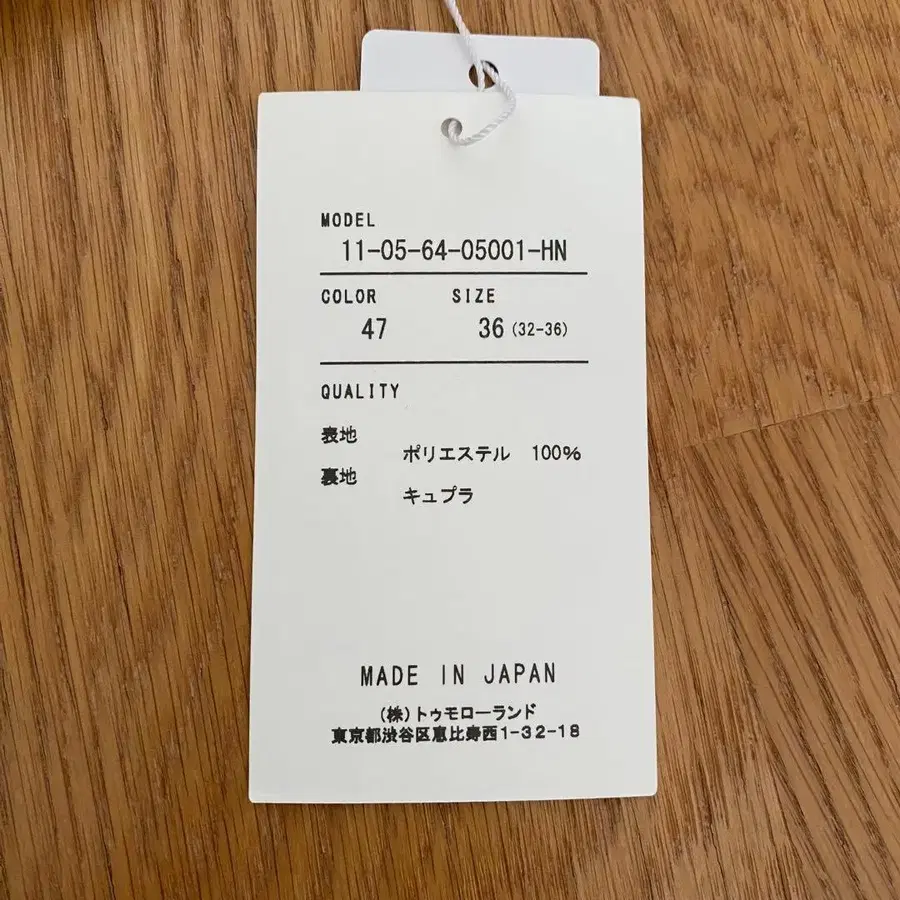 MODEL
11-05-64-05001-HN
COLOR SIZE
47 36 (32-36)
QUALITY
表地
ポリエステル 100%
裏地
キュプラ
MADE IN JAPAN
(株)トゥモローランド
東京都渋谷区恵比寿西1-32-18